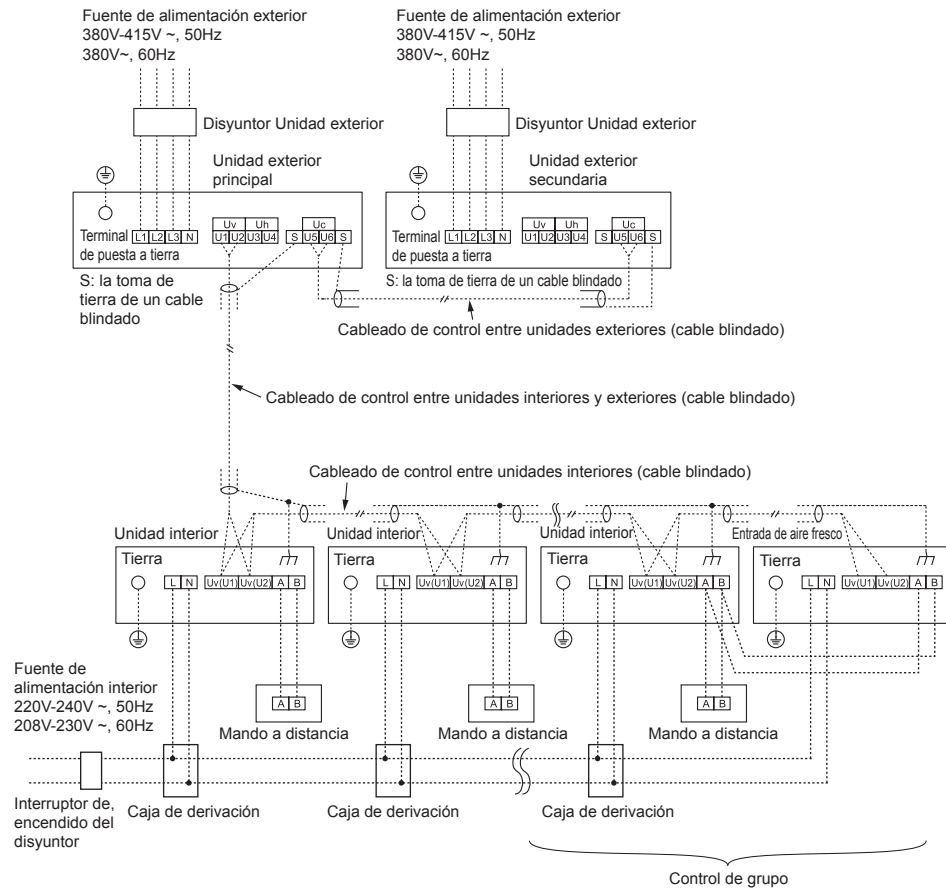 Fuente de alimentación exterior
380V-415V ~, 50Hz
380V~, 60Hz
Fuente de alimentación exterior
380V-415V ~, 50Hz
380V~, 60Hz
Disyuntor Unidad exterior
Disyuntor Unidad exterior
Unidad exterior
principal
Unidad exterior
secundaria
Uv Uh Uc
Terminal L1 L2 L3 N U1 U2 U3 U4 S U5 U6 S
de puesta a tierra
Uv Uh Uc
Terminal L1 L2 L3 N U1 U2 U3 U4 S U5 U6 S
de puesta a tierra
S: la toma de
tierra de un cable
blindado
S: la toma de tierra de un cable blindado
Cableado de control entre unidades exteriores (cable blindado)
Cableado de control entre unidades interiores y exteriores (cable blindado)
Cableado de control entre unidades interiores (cable blindado)
Unidad interior
Unidad interior
Unidad interior
Entrada de aire fresco
Tierra
L N Uv(U1) Uv(U2) A B
Tierra
L N Uv(U1) Uv(U2) A B
Tierra
L N Uv(U1) Uv(U2) A B
Tierra
L N Uv(U1) Uv(U2) A B
Fuente de
alimentación interior
220V-240V ~, 50Hz
208V-230V ~, 60Hz
A B
Mando a distancia
A B
Mando a distancia
A B
Mando a distancia
Interruptor de,
encendido del
disyuntor
Caja de derivación
Caja de derivación
Caja de derivación
Control de grupo